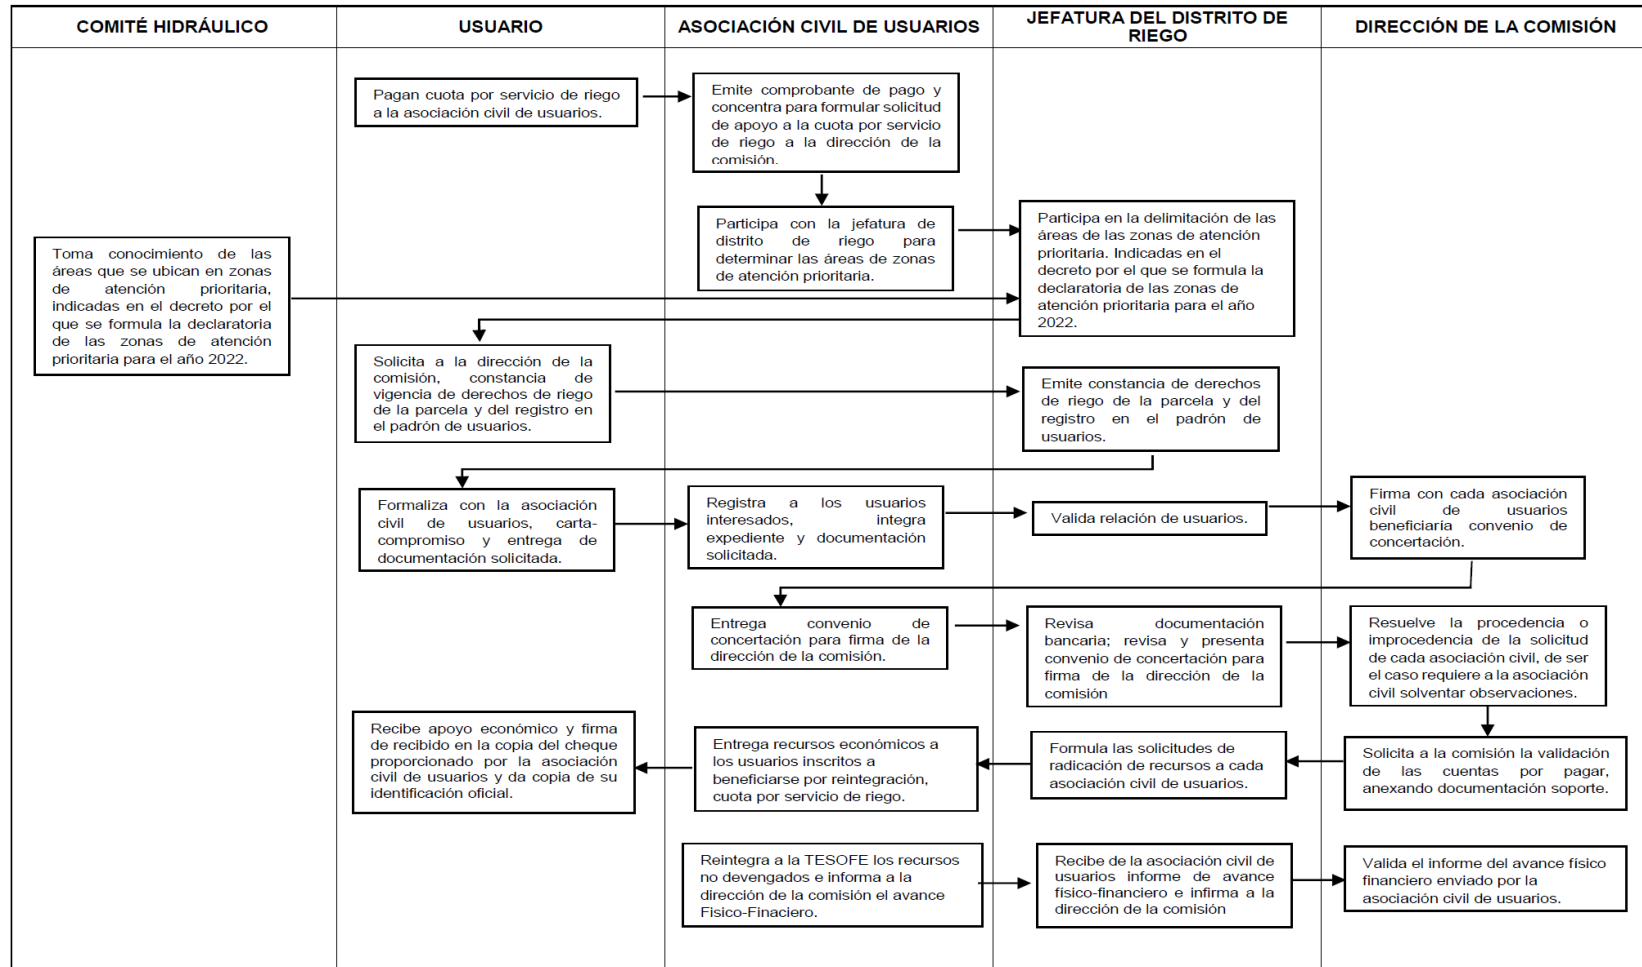 COMITÉ HIDRÁULICO
USUARIO
ASOCIACIÓN CIVIL DE USUARIOS
JEFATURA DEL DISTRITO DE
RIEGO
DIRECCIÓN DE LA COMISIÓN
Pagan cuota por servicio de riego
a la asociación civil de usuarios.
Emite comprobante de pago y
concentra para formular solicitud
de apoyo a la cuota por servicio
de riego a la dirección de la
comisión.
Participa con la jefatura de
distrito de riego para
determinar las áreas de zonas
de atención prioritaria.
Participa en la delimitación de las
áreas de las zonas de atención
prioritaria. Indicadas en el
decreto por el que se formula la
declaratoria de las zonas de
atención prioritaria para el año
2022.
Toma conocimiento de las
áreas que se ubican en zonas
de atención prioritaria,
indicadas en el decreto por el
que se formula la declaratoria
de las zonas de atención
prioritaria para el año 2022.
Solicita a la dirección de la
comisión, constancia de
vigencia de derechos de riego
de la parcela y del registro en
el padrón de usuarios.
Emite constancia de derechos
de riego de la parcela y del
registro en el padrón de
usuarios.
Formaliza con la asociación
civil de usuarios, carta-
compromiso y entrega de
documentación solicitada.
Registra a los usuarios
interesados, integra
expediente y documentación
solicitada.
Valida relación de usuarios.
Firma con cada asociación
civil de usuarios
beneficiaría convenio de
concertación.
Entrega convenio de
concertación para firma de la
dirección de la comisión.
Revisa documentación
bancaria; revisa y presenta
convenio de concertación para
firma de la dirección de la
comisión
Resuelve la procedencia o
improcedencia de la solicitud
de cada asociación civil, de ser
el caso requiere a la asociación
civil solventar observaciones.
Recibe apoyo económico y firma
de recibido en la copia del cheque
proporcionado por la asociación
civil de usuarios y da copia de su
identificación oficial.
Entrega recursos económicos a
los usuarios inscritos a
beneficiarse por reintegración,
cuota por servicio de riego.
Formula las solicitudes de
radicación de recursos a cada
asociación civil de usuarios.
Solicita a la comisión la validación
de las cuentas por pagar,
anexando documentación soporte.
Reintegra a la TESOFE los recursos
no devengados e informa a la
dirección de la comisión el avance
Fisico-Finaciero.
Recibe de la asociación civil de
usuarios informe de avance
físico-financiero e infirma a la
dirección de la comisión
Valida el informe del avance físico
financiero enviado por la
asociación civil de usuarios.